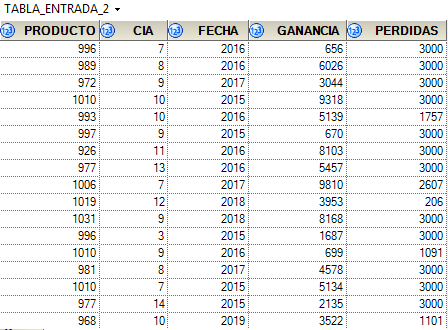 TABLA_ENTRADA_2
PRODUCTO CIA FECHA GANANCIA PERDIDAS
996 7 2016 656 3000
989 8 2016 6026 3000
972 9 2017 3044 3000
1010 10 2015 9318 3000
993 10 2016 5139 1757
997 9 2015 670 3000
926 11 2016 8103 3000
977 13 2016 5457 3000
1006 7 2017 9810 2607
1019 12 2018 3953 206
1031 9 2018 8168 3000
996 3 2015 1687 3000
1010 9 2016 699 1091
981 8 2017 4578 3000
1010 7 2015 5134 3000
977 14 2015 2135 3000
968 10 2019 3522 1101